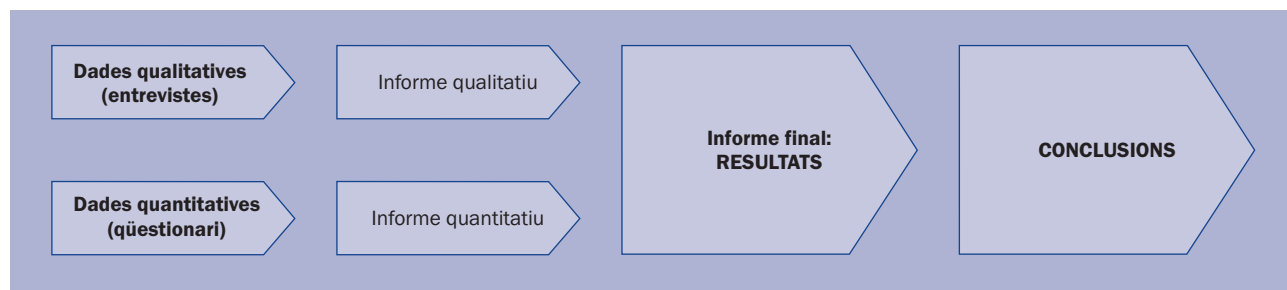 Dades qualitatives
(entrevistes)
Informe qualitatiu
Dades quantitatives
(qüestionari)
Informe quantitatiu
Informe final:
RESULTATS
CONCLUSIONS